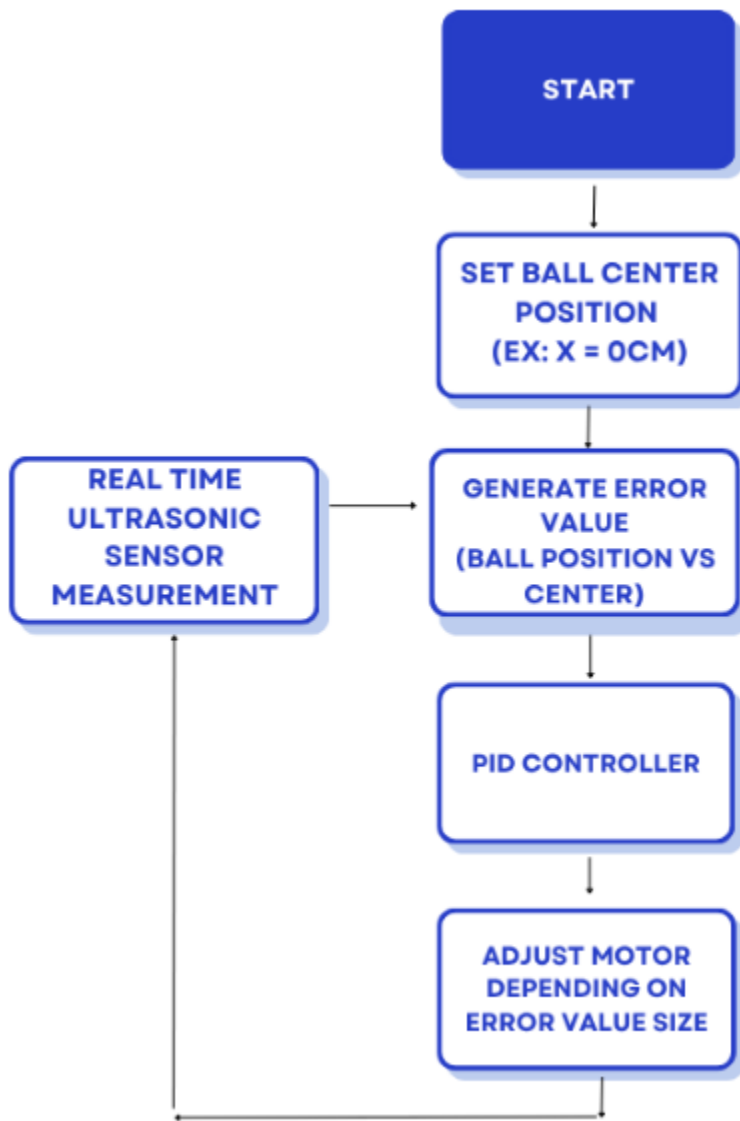 START
SET BALL CENTER
POSITION
(EX: X = 0CM)
REAL TIME
ULTRASONIC
SENSOR
MEASUREMENT
GENERATE ERROR
VALUE
(BALL POSITION VS
CENTER)
PID CONTROLLER
ADJUST MOTOR
DEPENDING ON
ERROR VALUE SIZE